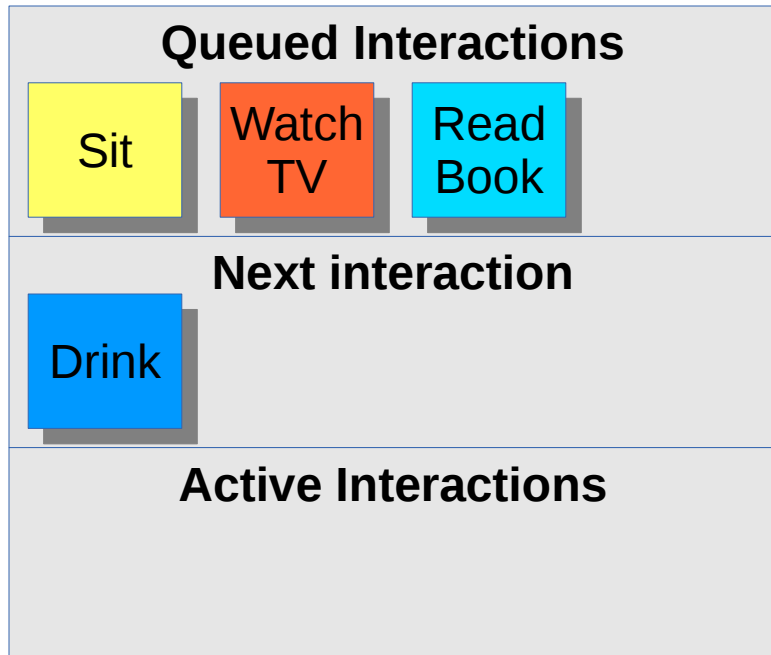 Queued Interactions
Sit
Watch
TV
Read
Book
Next interaction
Drink
Active Interactions